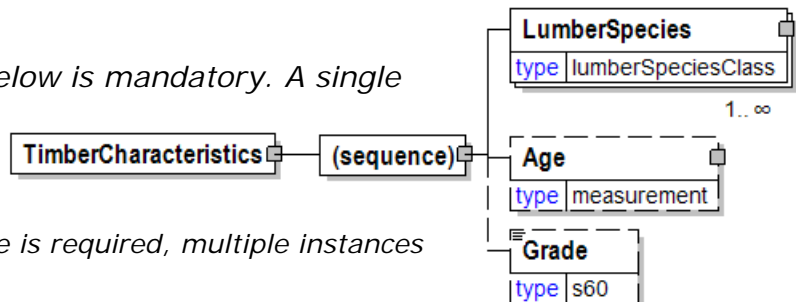 LumberSpecies
type lumberSpeciesClass
elow is mandatory. A single
1.. ∞
TimberCharacteristics (sequence) Age
type measurement
e is required, multiple instances
Grade
type s60